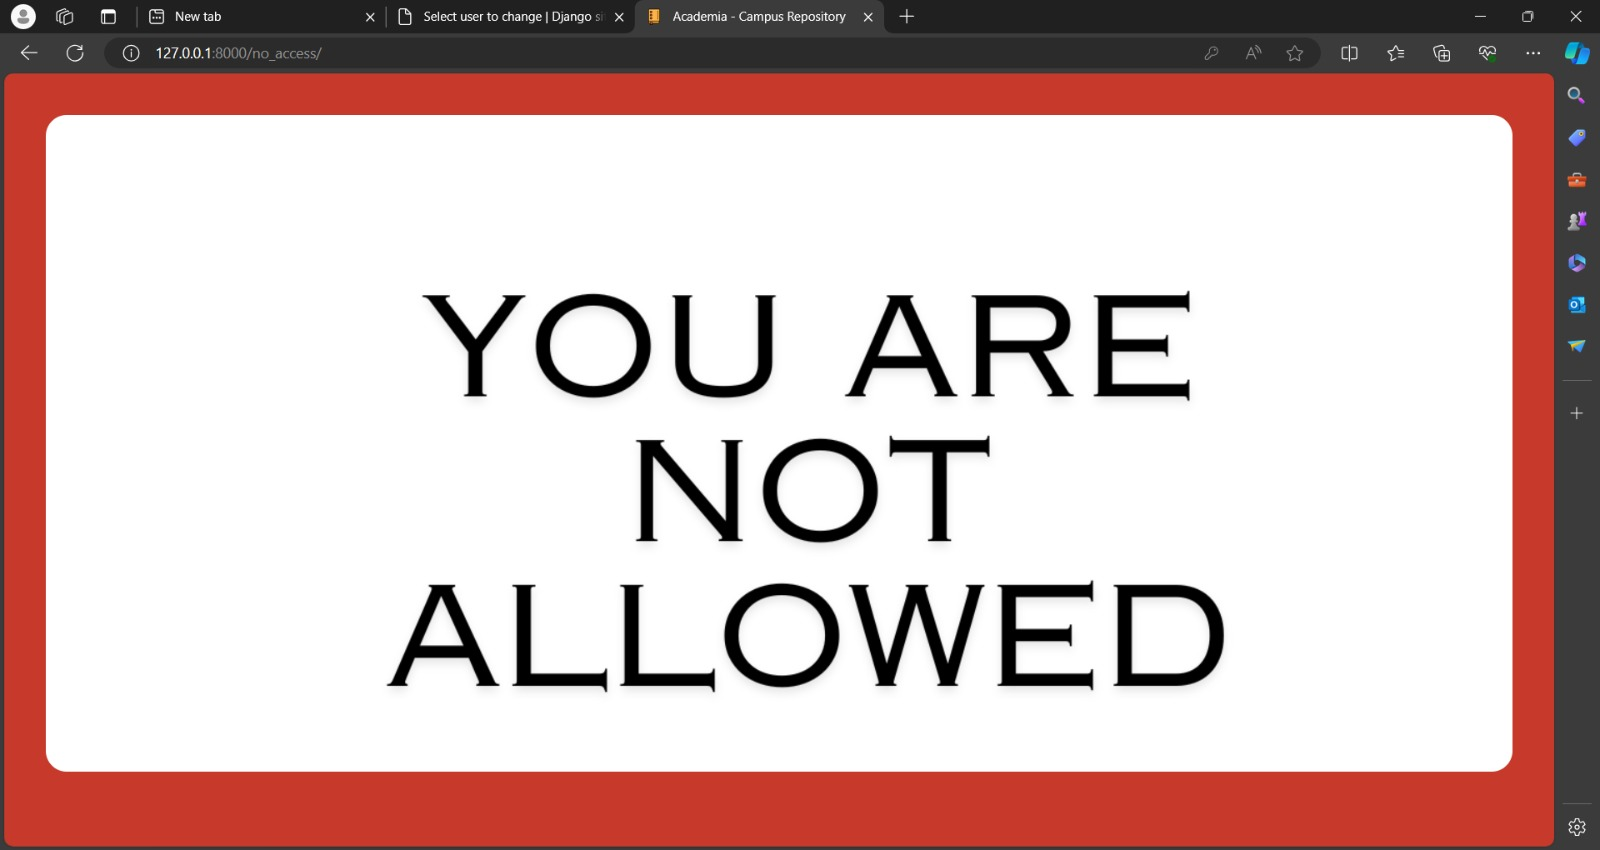 New tab
Select user to change | Django si
Academia - Campus Repository
127.0.0.1:8000/no_access/
YOU ARE
NOT
ALLOWED